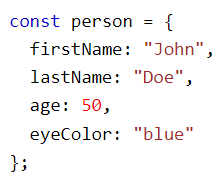 const person = {
  firstName: "John",
  lastName: "Doe",
  age: 50,
  eyeColor: "blue"
};